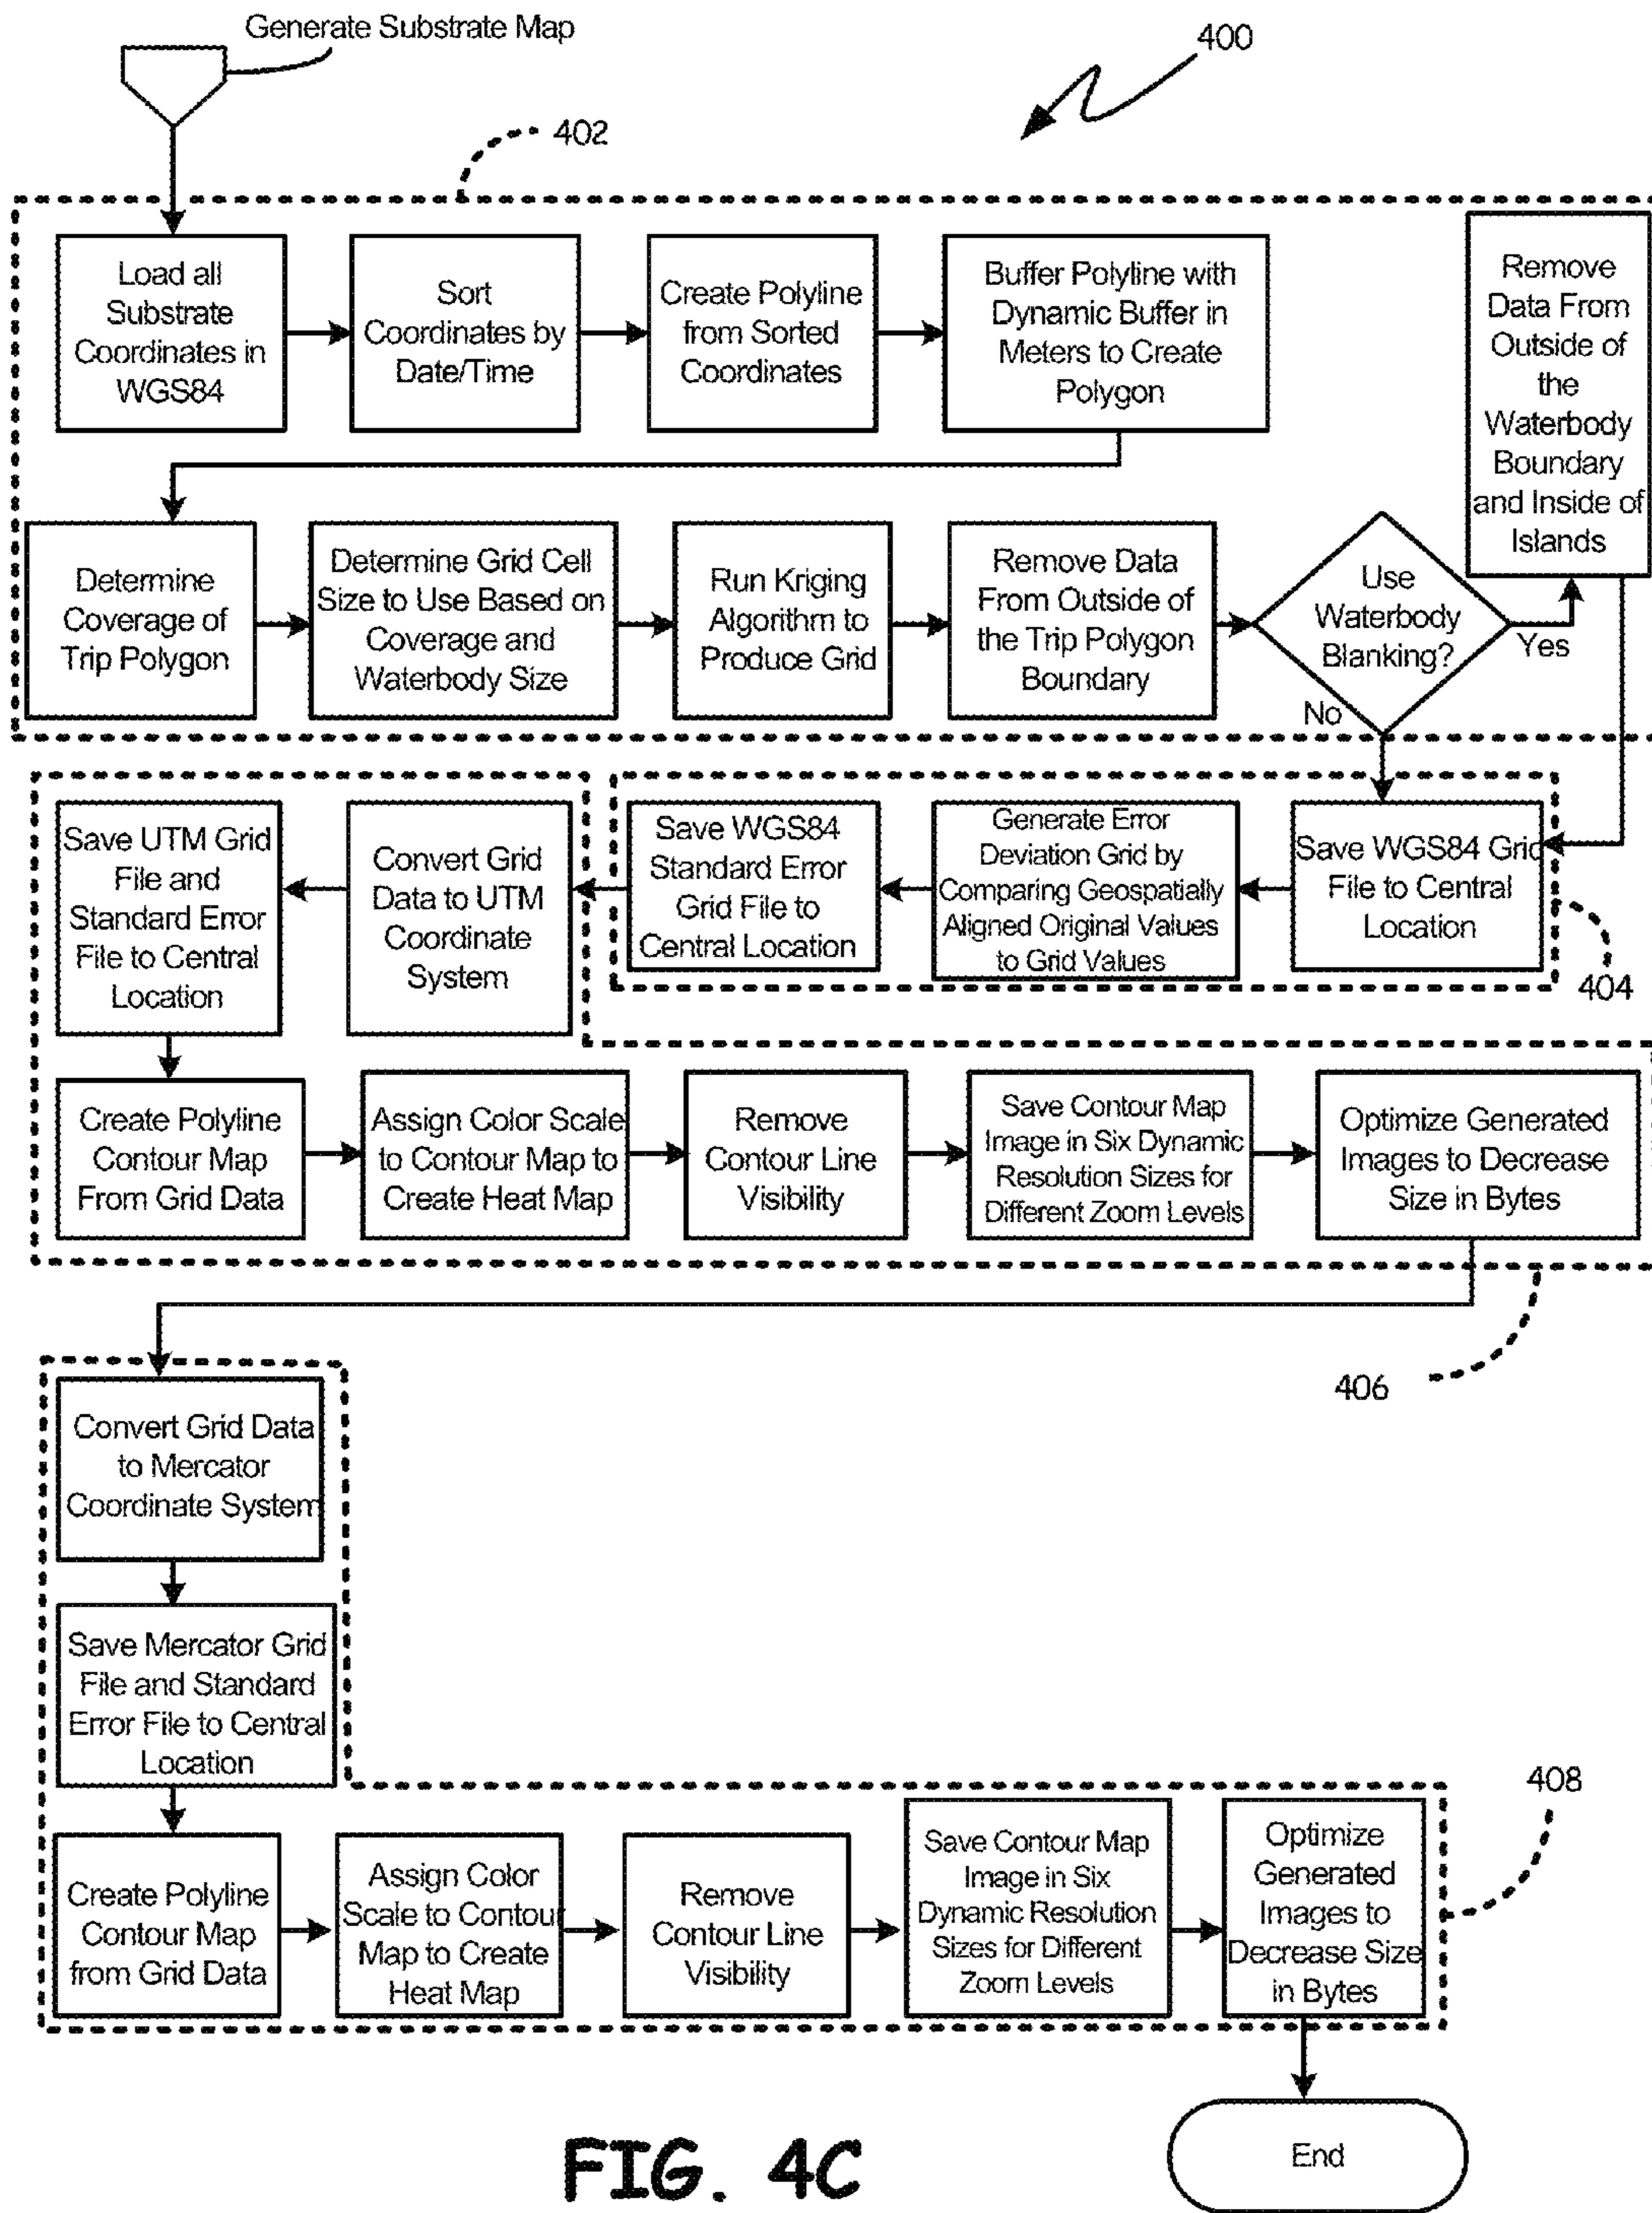 Generate Substrate Map
400
402
Load all
Substrate
Coordinates in
WGS84
Sort
Coordinates by
Date/Time
Create Polyline
from Sorted
Coordinates
Buffer Polyline with
Dynamic Buffer in
Meters to Create
Polygon
Remove
Data From
Outside of
the
Waterbody
Boundary
and Inside of
Islands
Determine
Coverage of
Trip Polygon
Determine Grid Cell
Size to Use Based on
Coverage and
Waterbody Size
Run Kriging
Algorithm to
Produce Grid
Remove Data
From Outside of
the Trip Polygon
Boundary
Use
Waterbody
Blanking?
Yes
No
Save UTM Grid
File and
Standard Error
File to Central
Location
Convert Grid
Data to UTM
Coordinate
System
Save WGS84
Standard Error
Grid File to
Central Location
Generate Error
Deviation Grid by
Comparing Geospatially
Aligned Original Values
to Grid Values
Save WGS84 Grid
File to Central
Location
404
Create Polyline
Contour Map
From Grid Data
Assign Color Scale
to Contour Map to
Create Heat Map
Remove
Contour Line
Visibility
Save Contour Map
Image in Six Dynamic
Resolution Sizes for
Different Zoom Levels
Optimize Generated
Images to Decrease
Size in Bytes
406
Convert Grid Data
to Mercator
Coordinate System
Save Mercator Grid
File and Standard
Error File to Central
Location
408
Create Polyline
Contour Map
from Grid Data
Assign Color
Scale to Contour
Map to Create
Heat Map
Remove
Contour Line
Visibility
Save Contour Map
Image in Six
Dynamic Resolution
Sizes for Different
Zoom Levels
Optimize
Generated
Images to
Decrease Size
in Bytes
End
FIG. 4C